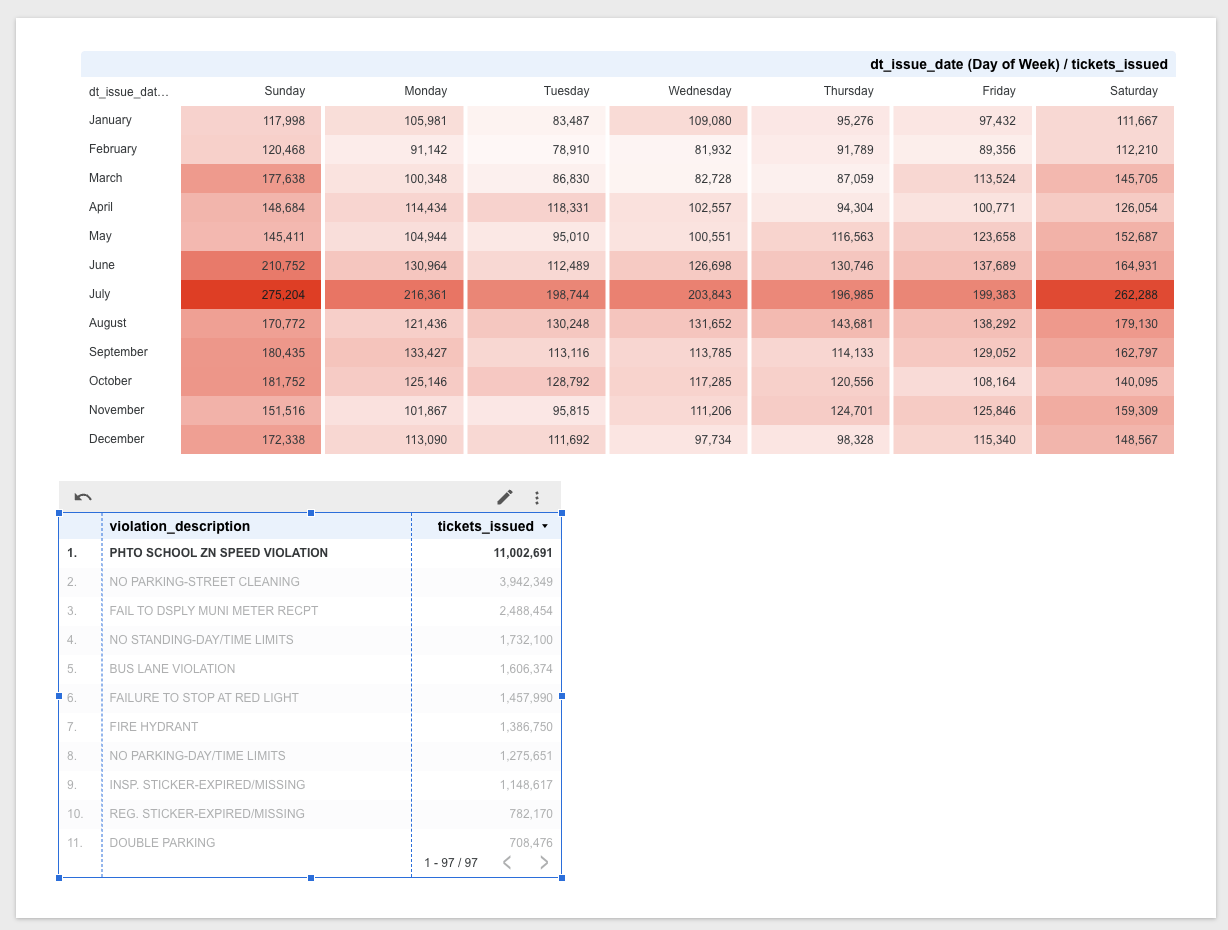 dt_issue_date (Day of Week) / tickets_issued
dt_issue_dat… Sunday Monday Tuesday Wednesday Thursday Friday Saturday
January 117,998 105,981 83,487 109,080 95,276 97,432 111,667
February 120,468 91,142 78,910 81,932 91,789 89,356 112,210
March 177,638 100,348 86,830 82,728 87,059 113,524 145,705
April 148,684 114,434 118,331 102,557 94,304 100,771 126,054
May 145,411 104,944 95,010 100,551 116,563 123,658 152,687
June 210,752 130,964 112,489 126,698 130,746 137,689 164,931
July 275,204 216,361 198,744 203,843 196,985 199,383 262,288
August 170,772 121,436 130,248 131,652 143,681 138,292 179,130
September 180,435 133,427 113,116 113,785 114,133 129,052 162,797
October 181,752 125,146 128,792 117,285 120,556 108,164 140,095
November 151,516 101,867 95,815 111,206 124,701 125,846 159,309
December 172,338 113,090 111,692 97,734 98,328 115,340 148,567
violation_description tickets_issued
1. PHTO SCHOOL ZN SPEED VIOLATION 11,002,691
2. NO PARKING-STREET CLEANING 3,942,349
3. FAIL TO DSPLY MUNI METER RECPT 2,488,454
4. NO STANDING-DAY/TIME LIMITS 1,732,100
5. BUS LANE VIOLATION 1,606,374
6. FAILURE TO STOP AT RED LIGHT 1,457,990
7. FIRE HYDRANT 1,386,750
8. NO PARKING-DAY/TIME LIMITS 1,275,651
9. INSP. STICKER-EXPIRED/MISSING 1,148,617
10. REG. STICKER-EXPIRED/MISSING 782,170
11. DOUBLE PARKING 708,476
1 - 97 / 97